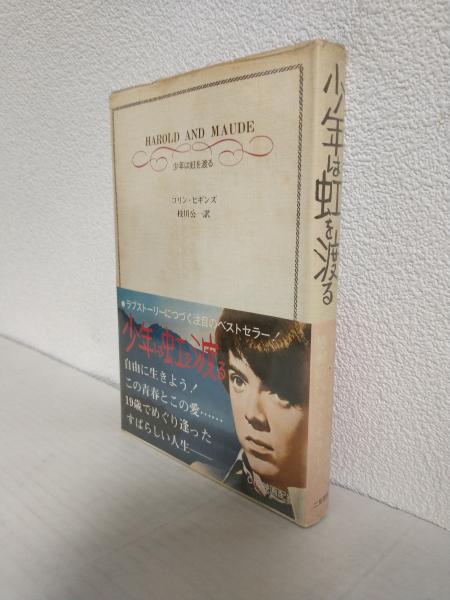 HAROLD AND MAUDE
少年は虹を渡る
コリン・ヒギンズ
枝川公一訳
●ラブストーリーにつづく注目のベストセラー！
少年は虹を渡る
自由に生きよう！
この青春とこの愛……
19歳でめぐり逢った
すばらしい人生──
少年は虹を渡る